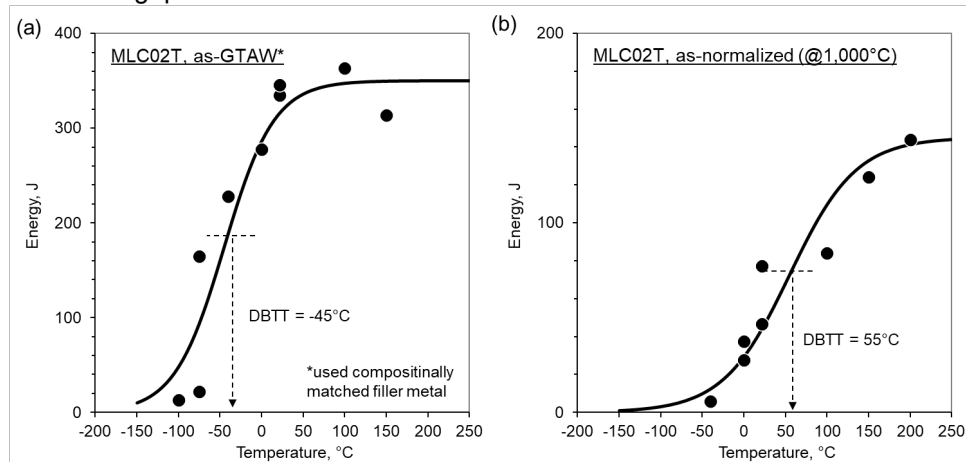 (a)
MLC02T, as-GTAW*
400
300
200
100
0
Energy, J
DBTT = -45°C
*used compositinally
matched filler metal
-200 -150 -100 -50 0 50 100 150 200 250
Temperature, °C
(b)
MLC02T, as-normalized (@1,000°C)
200
100
0
Energy, J
DBTT = 55°C
-200 -150 -100 -50 0 50 100 150 200 250
Temperature, °C